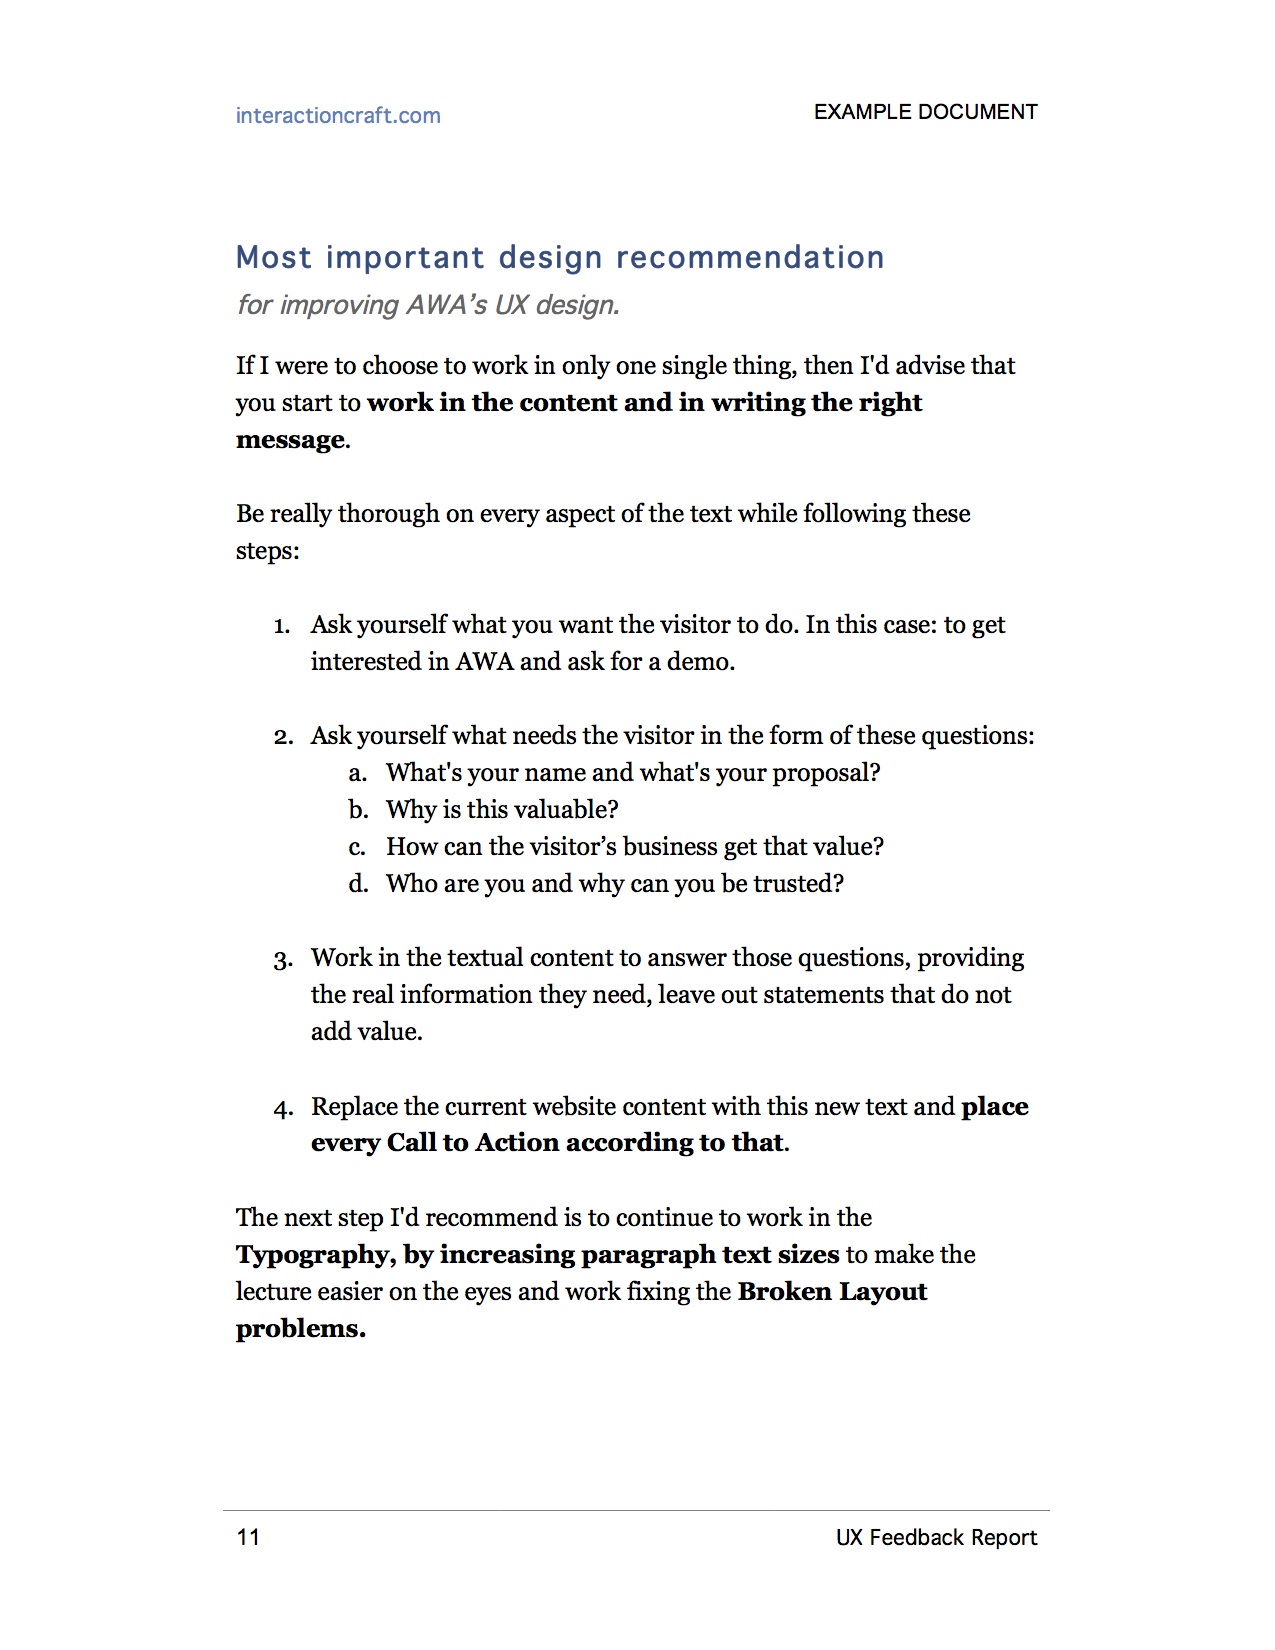 interactioncraft.com
EXAMPLE DOCUMENT
Most important design recommendation
for improving AWA’s UX design.
If I were to choose to work in only one single thing, then I'd advise that
you start to work in the content and in writing the right
message.
Be really thorough on every aspect of the text while following these
steps:
1. Ask yourself what you want the visitor to do. In this case: to get
interested in AWA and ask for a demo.
2. Ask yourself what needs the visitor in the form of these questions:
a. What's your name and what's your proposal?
b. Why is this valuable?
c. How can the visitor’s business get that value?
d. Who are you and why can you be trusted?
3. Work in the textual content to answer those questions, providing
the real information they need, leave out statements that do not
add value.
4. Replace the current website content with this new text and place
every Call to Action according to that.
The next step I'd recommend is to continue to work in the
Typography, by increasing paragraph text sizes to make the
lecture easier on the eyes and work fixing the Broken Layout
problems.
11
UX Feedback Report